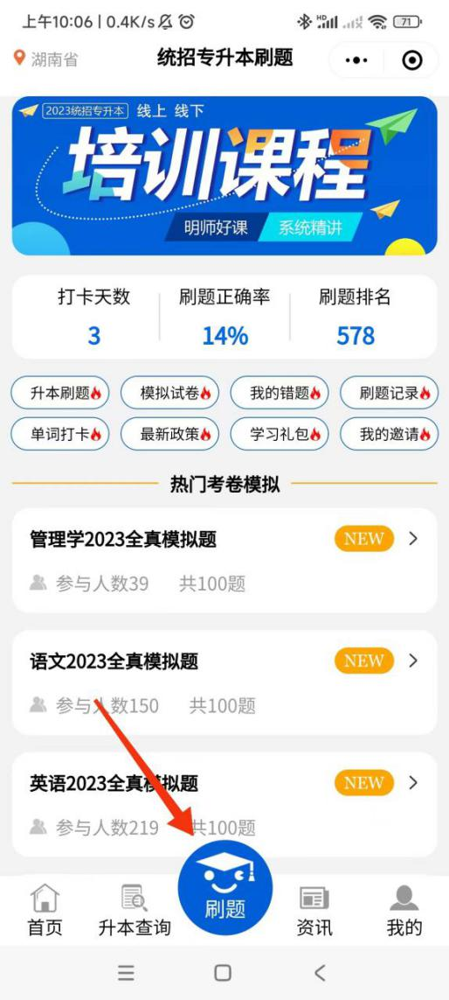 上午10:06 | 0.4K/s
HD
71
湖南省
统招专升本刷题
2023统招专升本 线上 线下
培训课程
明师好课 系统精讲
打卡天数 刷题正确率 刷题排名
3 14% 578
升本刷题 模拟试卷 我的错题 刷题记录
单词打卡 最新政策 学习礼包 我的邀请
热门考卷模拟
管理学2023全真模拟题 NEW
参与人数39 共100题
语文2023全真模拟题 NEW
参与人数150 共100题
英语2023全真模拟题 NEW
参与人数219 共100题
首页 升本查询 刷题 资讯 我的